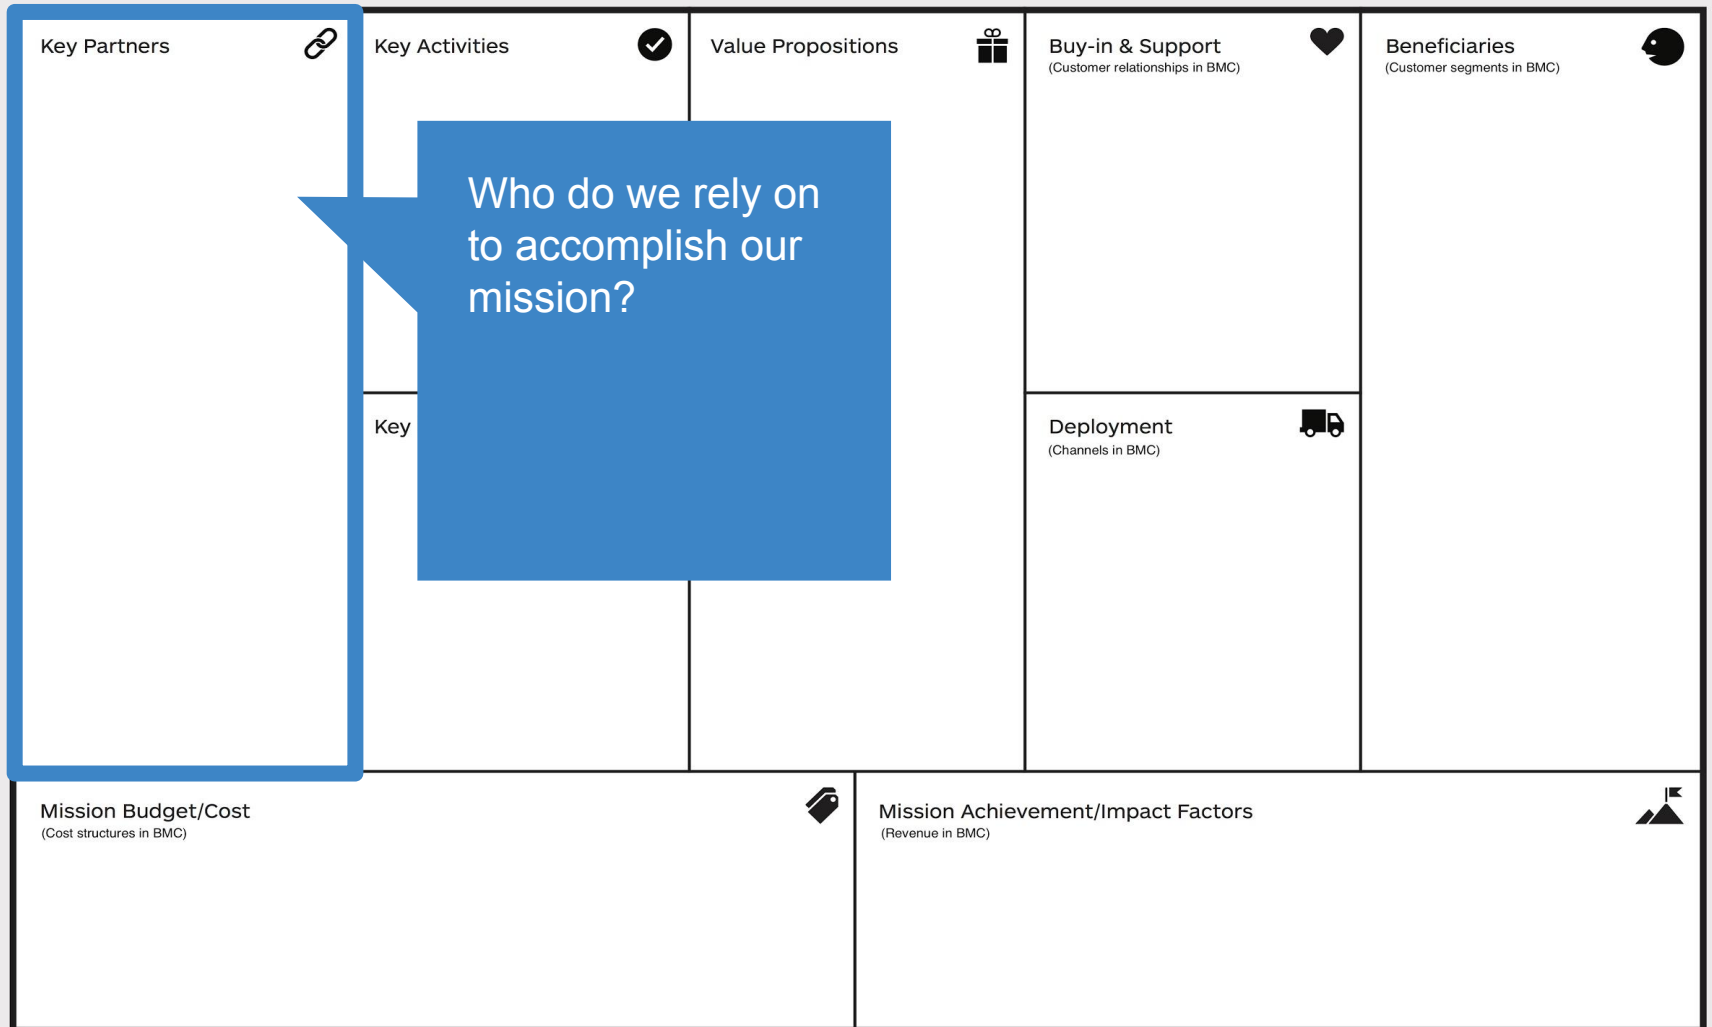 Key Partners
Key Activities
Value Propositions
Buy-in & Support
(Customer relationships in BMC)
Beneficiaries
(Customer segments in BMC)
Who do we rely on
to accomplish our
mission?
Key
Deployment
(Channels in BMC)
Mission Budget/Cost
(Cost structures in BMC)
Mission Achievement/Impact Factors
(Revenue in BMC)